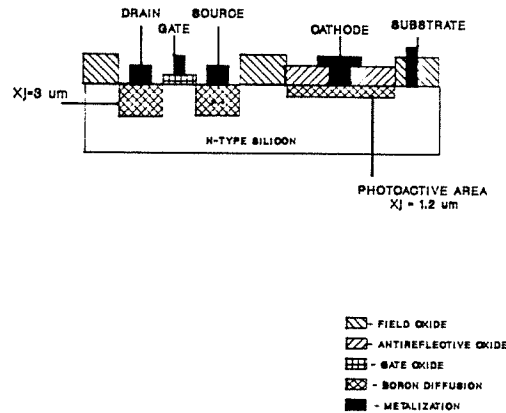 DRAIN
GATE
SOURCE
CATHODE
SUBSTRATE
XJ=3 um
N-TYPE SILICON
PHOTOACTIVE AREA
XJ = 1.2 um
- FIELD OXIDE
- ANTIREFLECTIVE OXIDE
- GATE OXIDE
- BORON DIFFUSION
- METALIZATION